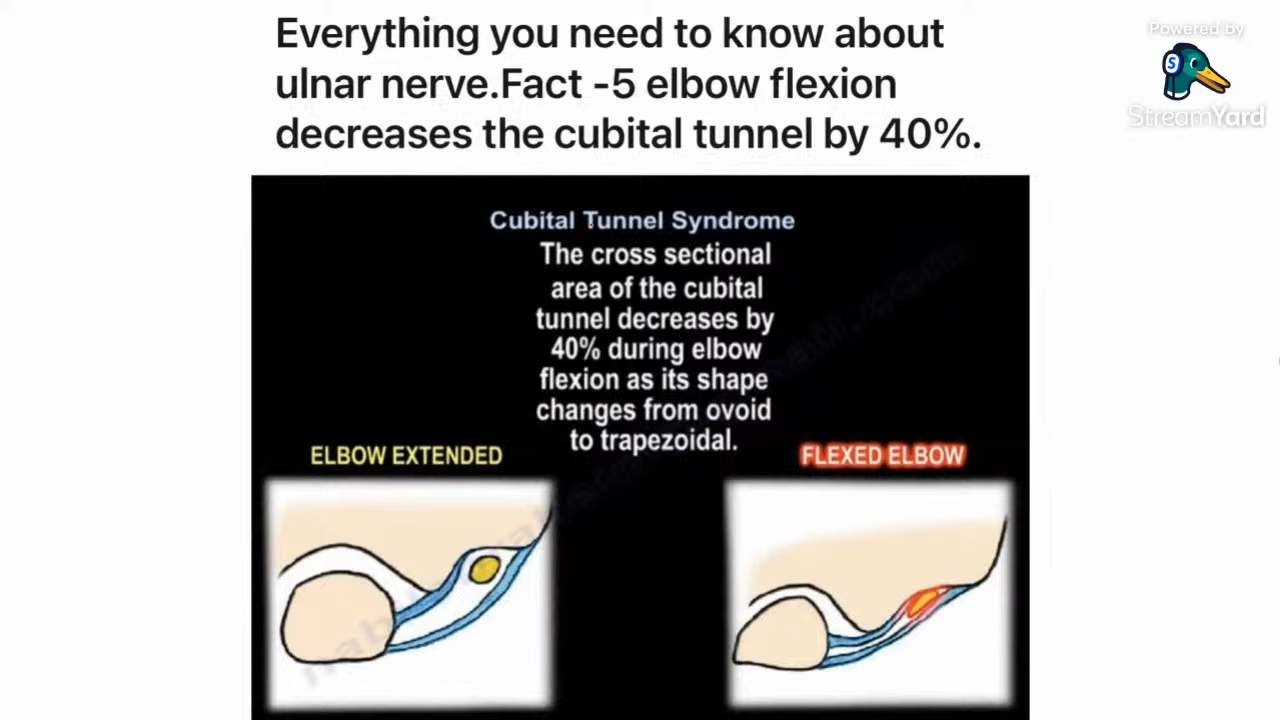 Everything you need to know about
ulnar nerve.Fact -5 elbow flexion
decreases the cubital tunnel by 40%.
Powered by
StreamYard
Cubital Tunnel Syndrome
The cross sectional
area of the cubital
tunnel decreases by
40% during elbow
flexion as its shape
changes from ovoid
to trapezoidal.
ELBOW EXTENDED
FLEXED ELBOW